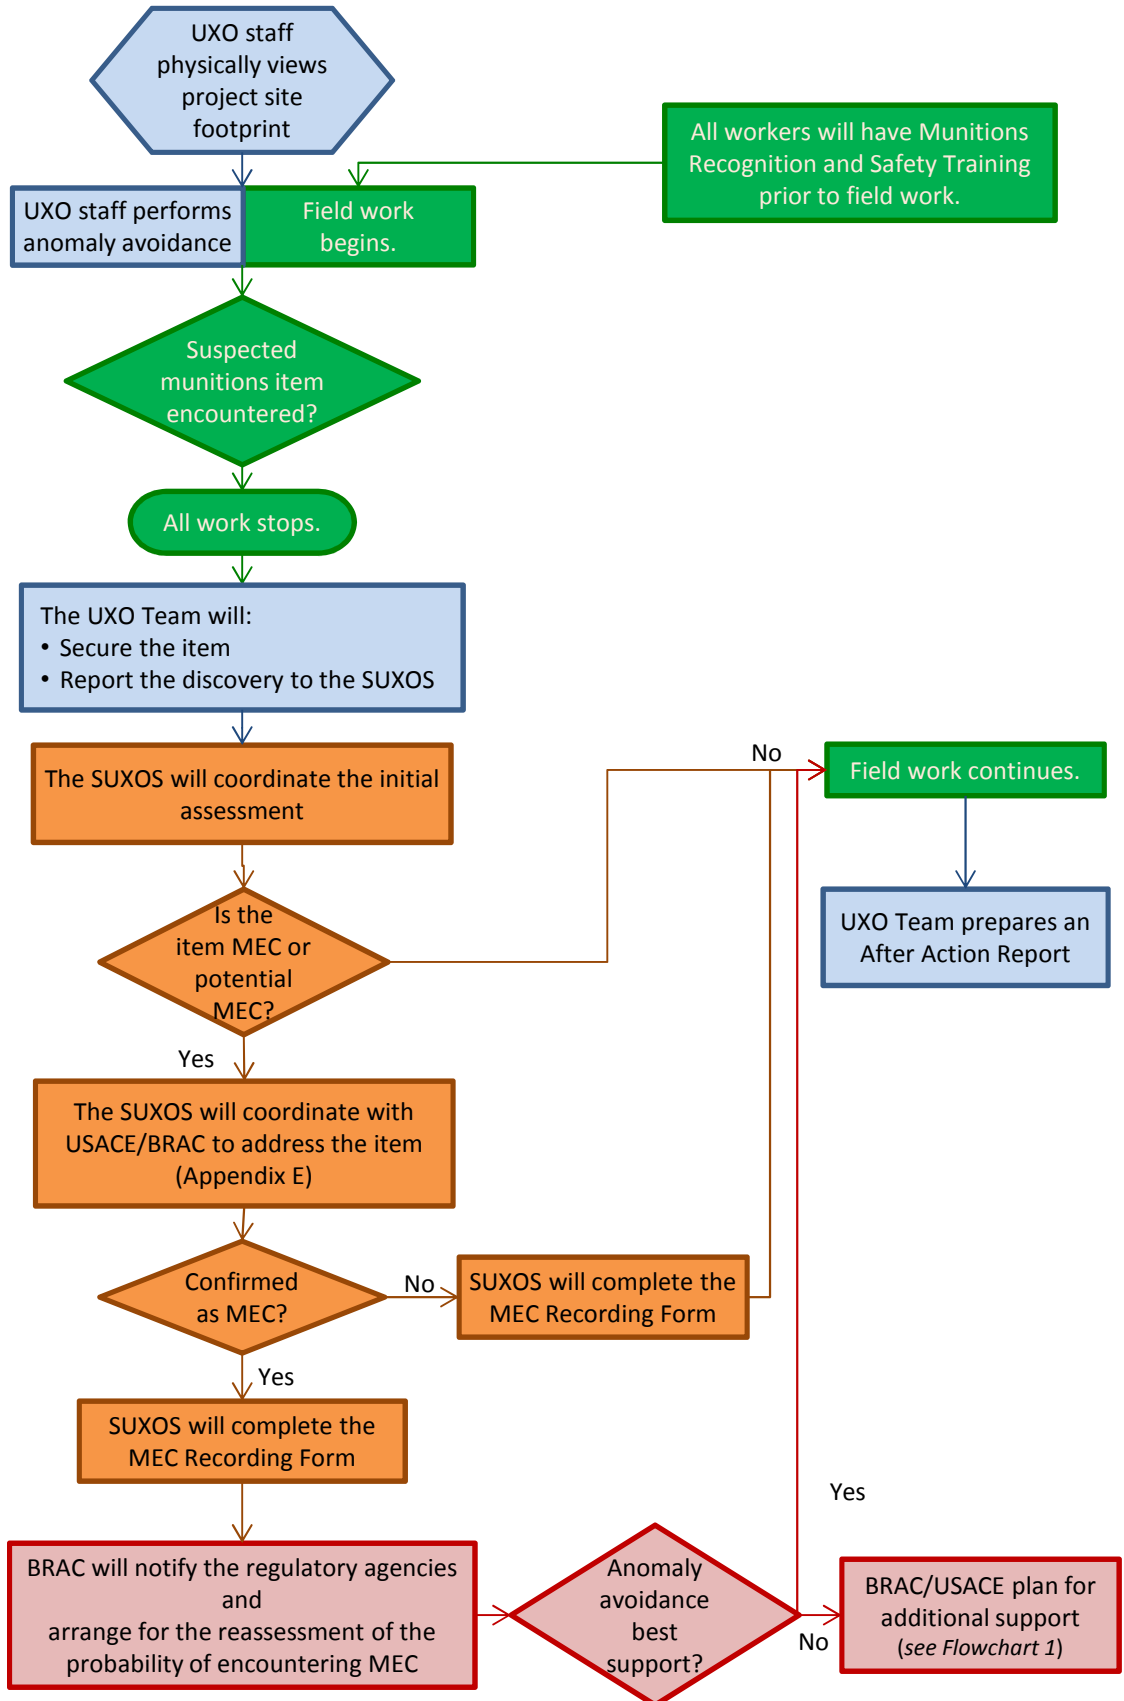 UXO staff
physically views
project site
footprint
All workers will have Munitions
Recognition and Safety Training
prior to field work.
UXO staff performs
anomaly avoidance
Field work
begins.
Suspected
munitions item
encountered?
All work stops.
The UXO Team will:
• Secure the item
• Report the discovery to the SUXOS
The SUXOS will coordinate the initial
assessment
No
Field work continues.
UXO Team prepares an
After Action Report
Is the
item MEC or
potential
MEC?
Yes
The SUXOS will coordinate with
USACE/BRAC to address the item
(Appendix E)
Confirmed
as MEC?
No
SUXOS will complete the
MEC Recording Form
Yes
SUXOS will complete the
MEC Recording Form
BRAC will notify the regulatory agencies
and
arrange for the reassessment of the
probability of encountering MEC
Anomaly
avoidance
best
support?
Yes
No
BRAC/USACE plan for
additional support
(see Flowchart 1)